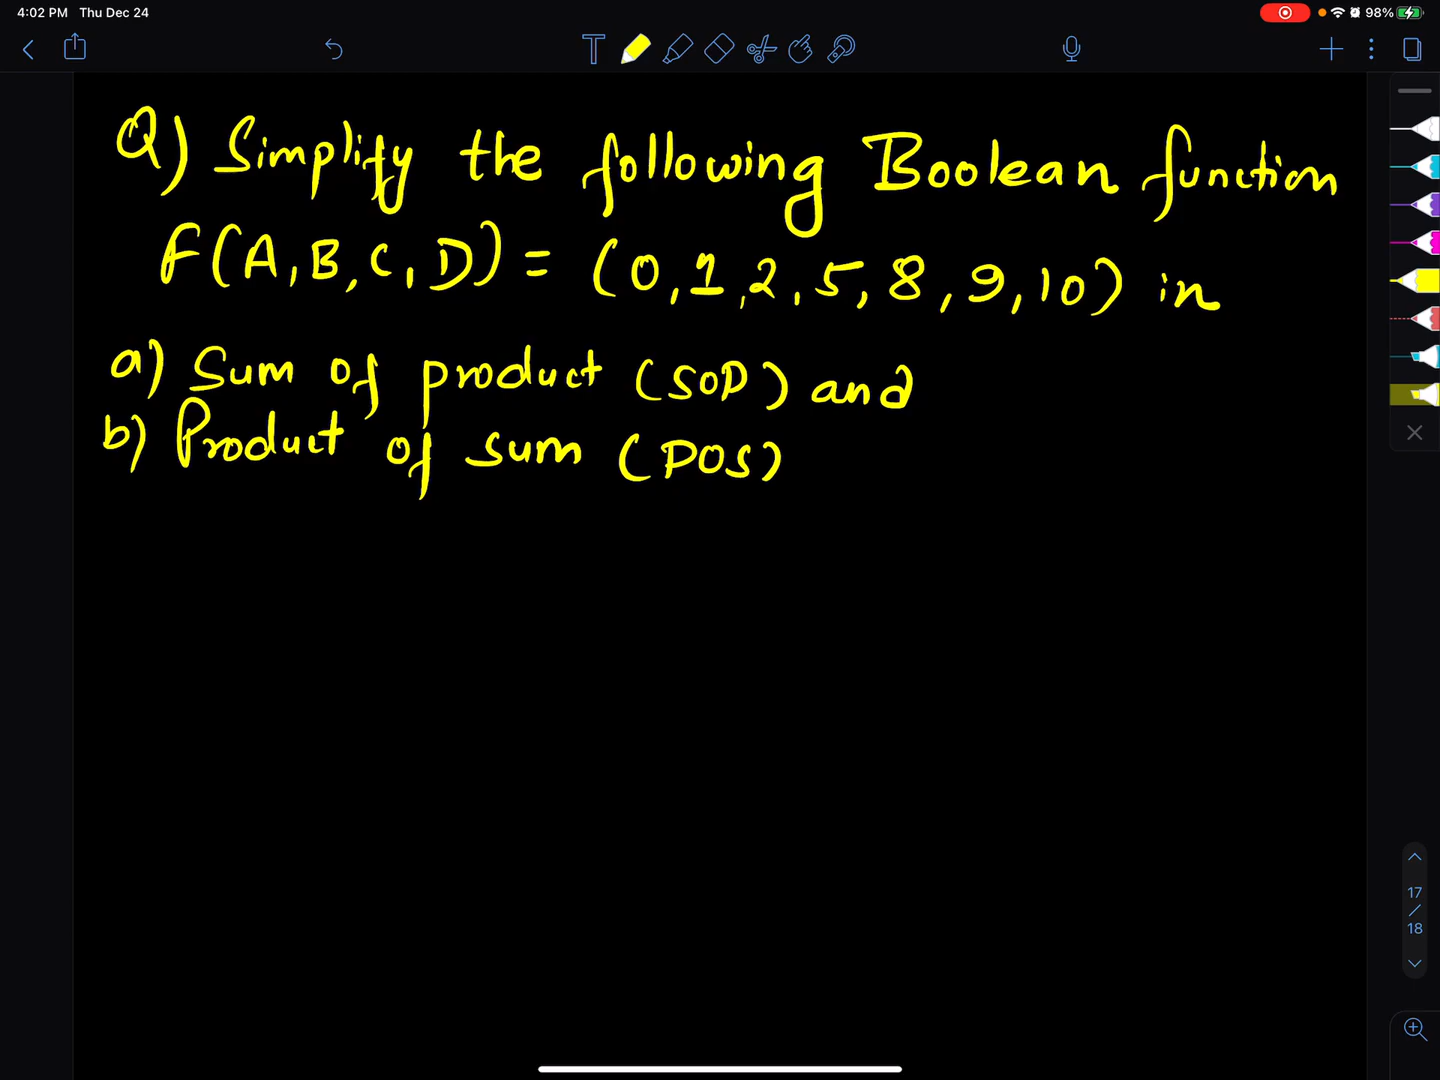 4:02 PM Thu Dec 24
98%
T
Q) Simplify the following Boolean function
F(A,B,C,D) = (0,1,2,5,8,9,10) in
a) Sum of product (SOP) and
b) Product of sum (POS)
17
/
18